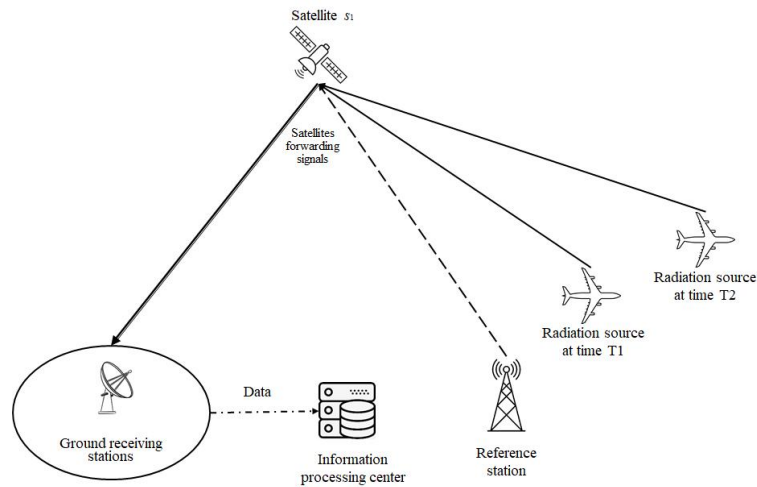 Satellite s1
Satellites
forwarding
signals
Radiation source
at time T2
Radiation source
at time T1
Data
Ground receiving
stations
Information
processing center
Reference
station